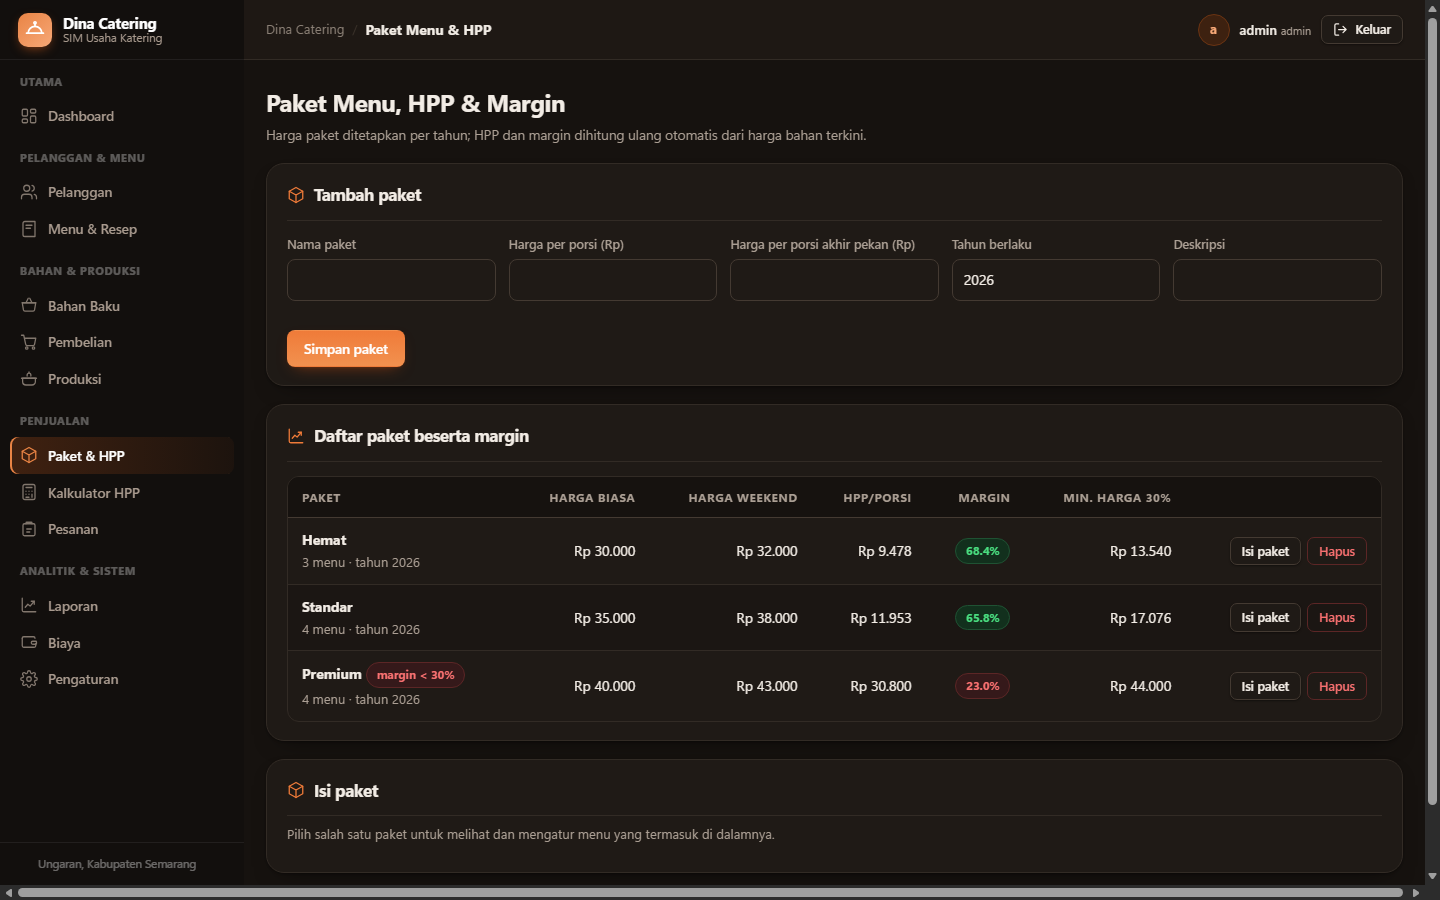 Dina Catering
SIM Usaha Katering
Dina Catering / Paket Menu & HPP
a admin admin Keluar
UTAMA
Dashboard
PELANGGAN & MENU
Pelanggan
Menu & Resep
BAHAN & PRODUKSI
Bahan Baku
Pembelian
Produksi
PENJUALAN
Paket & HPP
Kalkulator HPP
Pesanan
ANALITIK & SISTEM
Laporan
Biaya
Pengaturan
Ungaran, Kabupaten Semarang
Paket Menu, HPP & Margin
Harga paket ditetapkan per tahun; HPP dan margin dihitung ulang otomatis dari harga bahan terkini.
Tambah paket
Nama paket Harga per porsi (Rp) Harga per porsi akhir pekan (Rp) Tahun berlaku Deskripsi
2026
Simpan paket
Daftar paket beserta margin
PAKET HARGA BIASA HARGA WEEKEND HPP/PORSI MARGIN MIN. HARGA 30%
Hemat
3 menu · tahun 2026
Rp 30.000 Rp 32.000 Rp 9.478 68.4% Rp 13.540 Isi paket Hapus
Standar
4 menu · tahun 2026
Rp 35.000 Rp 38.000 Rp 11.953 65.8% Rp 17.076 Isi paket Hapus
Premium margin < 30%
4 menu · tahun 2026
Rp 40.000 Rp 43.000 Rp 30.800 23.0% Rp 44.000 Isi paket Hapus
Isi paket
Pilih salah satu paket untuk melihat dan mengatur menu yang termasuk di dalamnya.